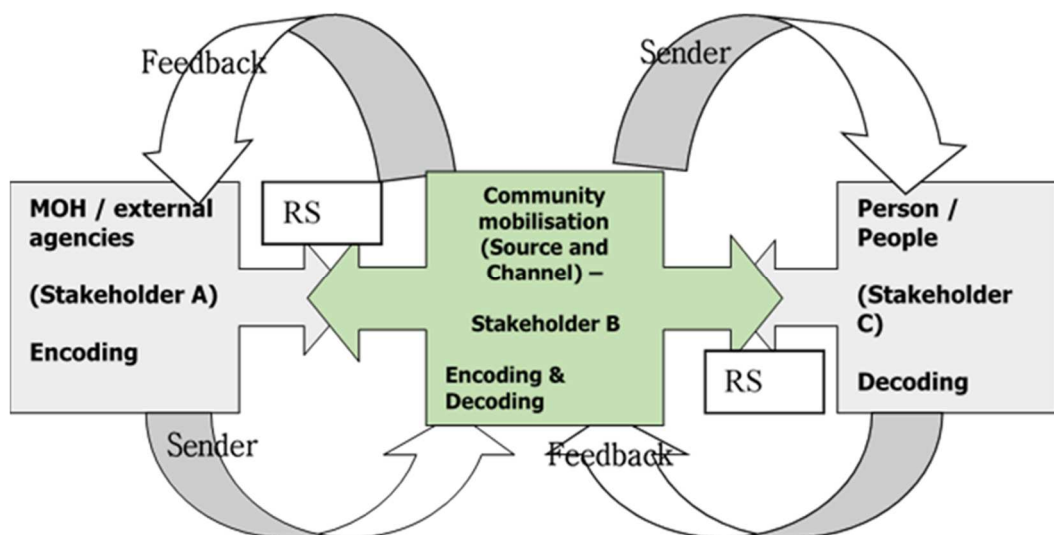 Feedback
Sender
MOH / external
agencies
(Stakeholder A)
Encoding
RS
Community
mobilisation
(Source and
Channel) –
Stakeholder B
Encoding &
Decoding
Person /
People
(Stakeholder
C)
Decoding
RS
Sender
Feedback